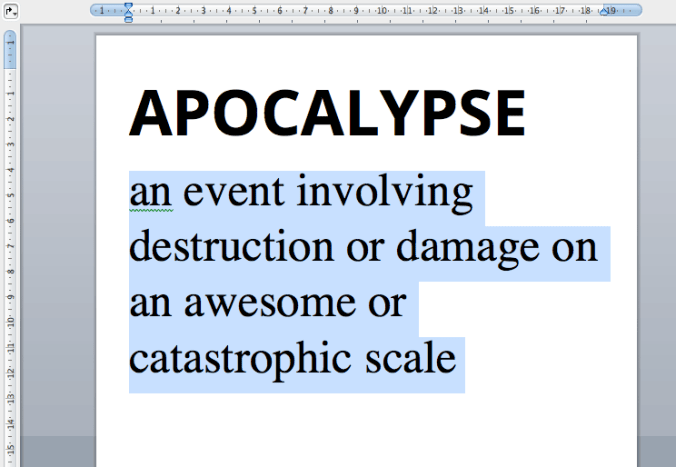 APOCALYPSE
an event involving
destruction or damage on
an awesome or
catastrophic scale